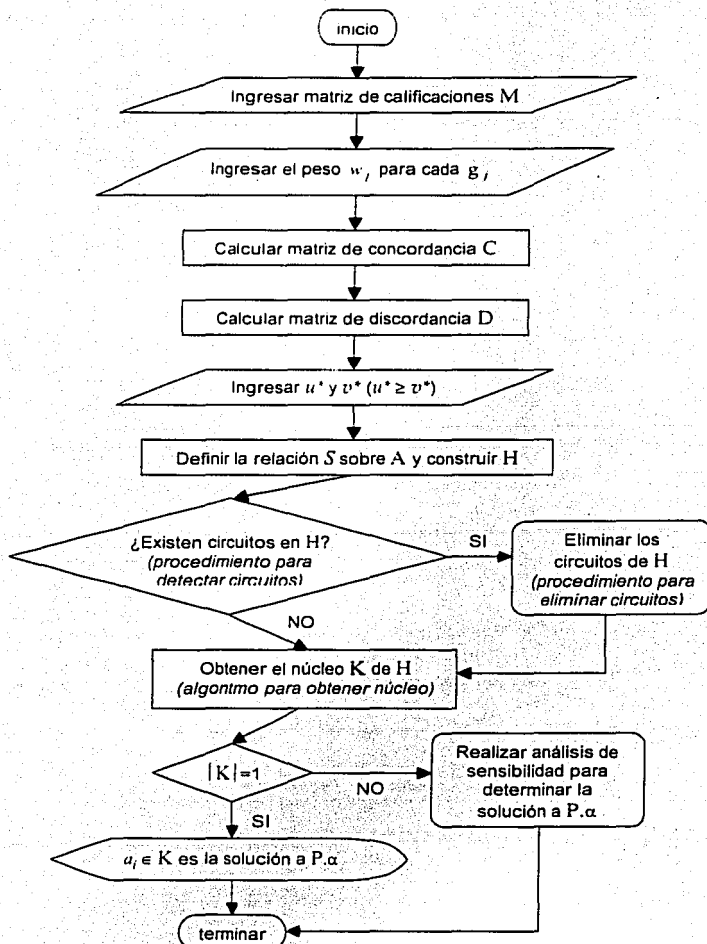 inicio
Ingresar matriz de calificaciones M
Ingresar el peso w_j para cada g_j
Calcular matriz de concordancia C
Calcular matriz de discordancia D
Ingresar u* y v* (u* ≥ v*)
Definir la relación S sobre A y construir H
¿Existen circuitos en H?
(procedimiento para
detectar circuitos)
SI
Eliminar los
circuitos de H
(procedimiento para
eliminar circuitos)
NO
Obtener el núcleo K de H
(algoritmo para obtener núcleo)
|K|=1
NO
Realizar análisis de
sensibilidad para
determinar la
solución a P.α
SI
a_i ∈ K es la solución a P.α
terminar